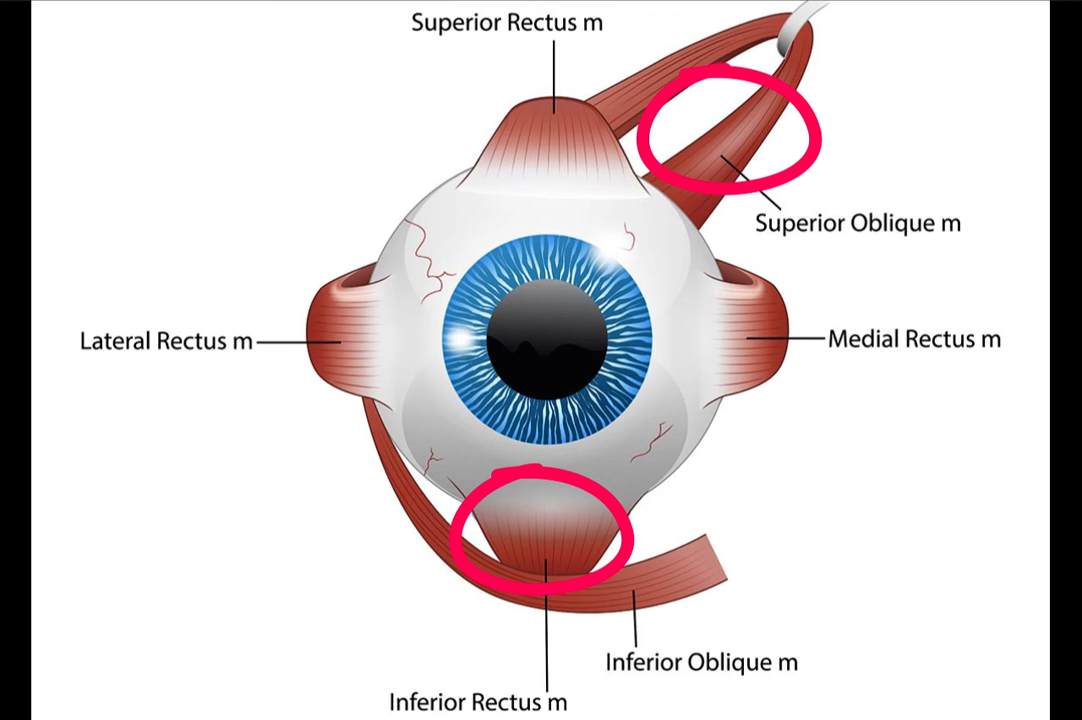 Superior Rectus m
Superior Oblique m
Lateral Rectus m
Medial Rectus m
Inferior Oblique m
Inferior Rectus m